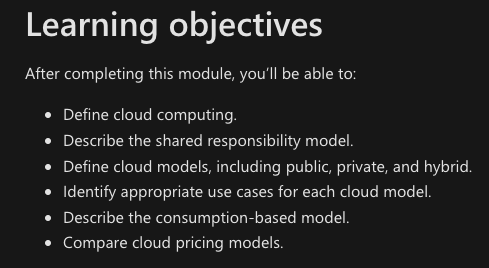 Learning objectives
After completing this module, you’ll be able to:
• Define cloud computing.
• Describe the shared responsibility model.
• Define cloud models, including public, private, and hybrid.
• Identify appropriate use cases for each cloud model.
• Describe the consumption-based model.
• Compare cloud pricing models.